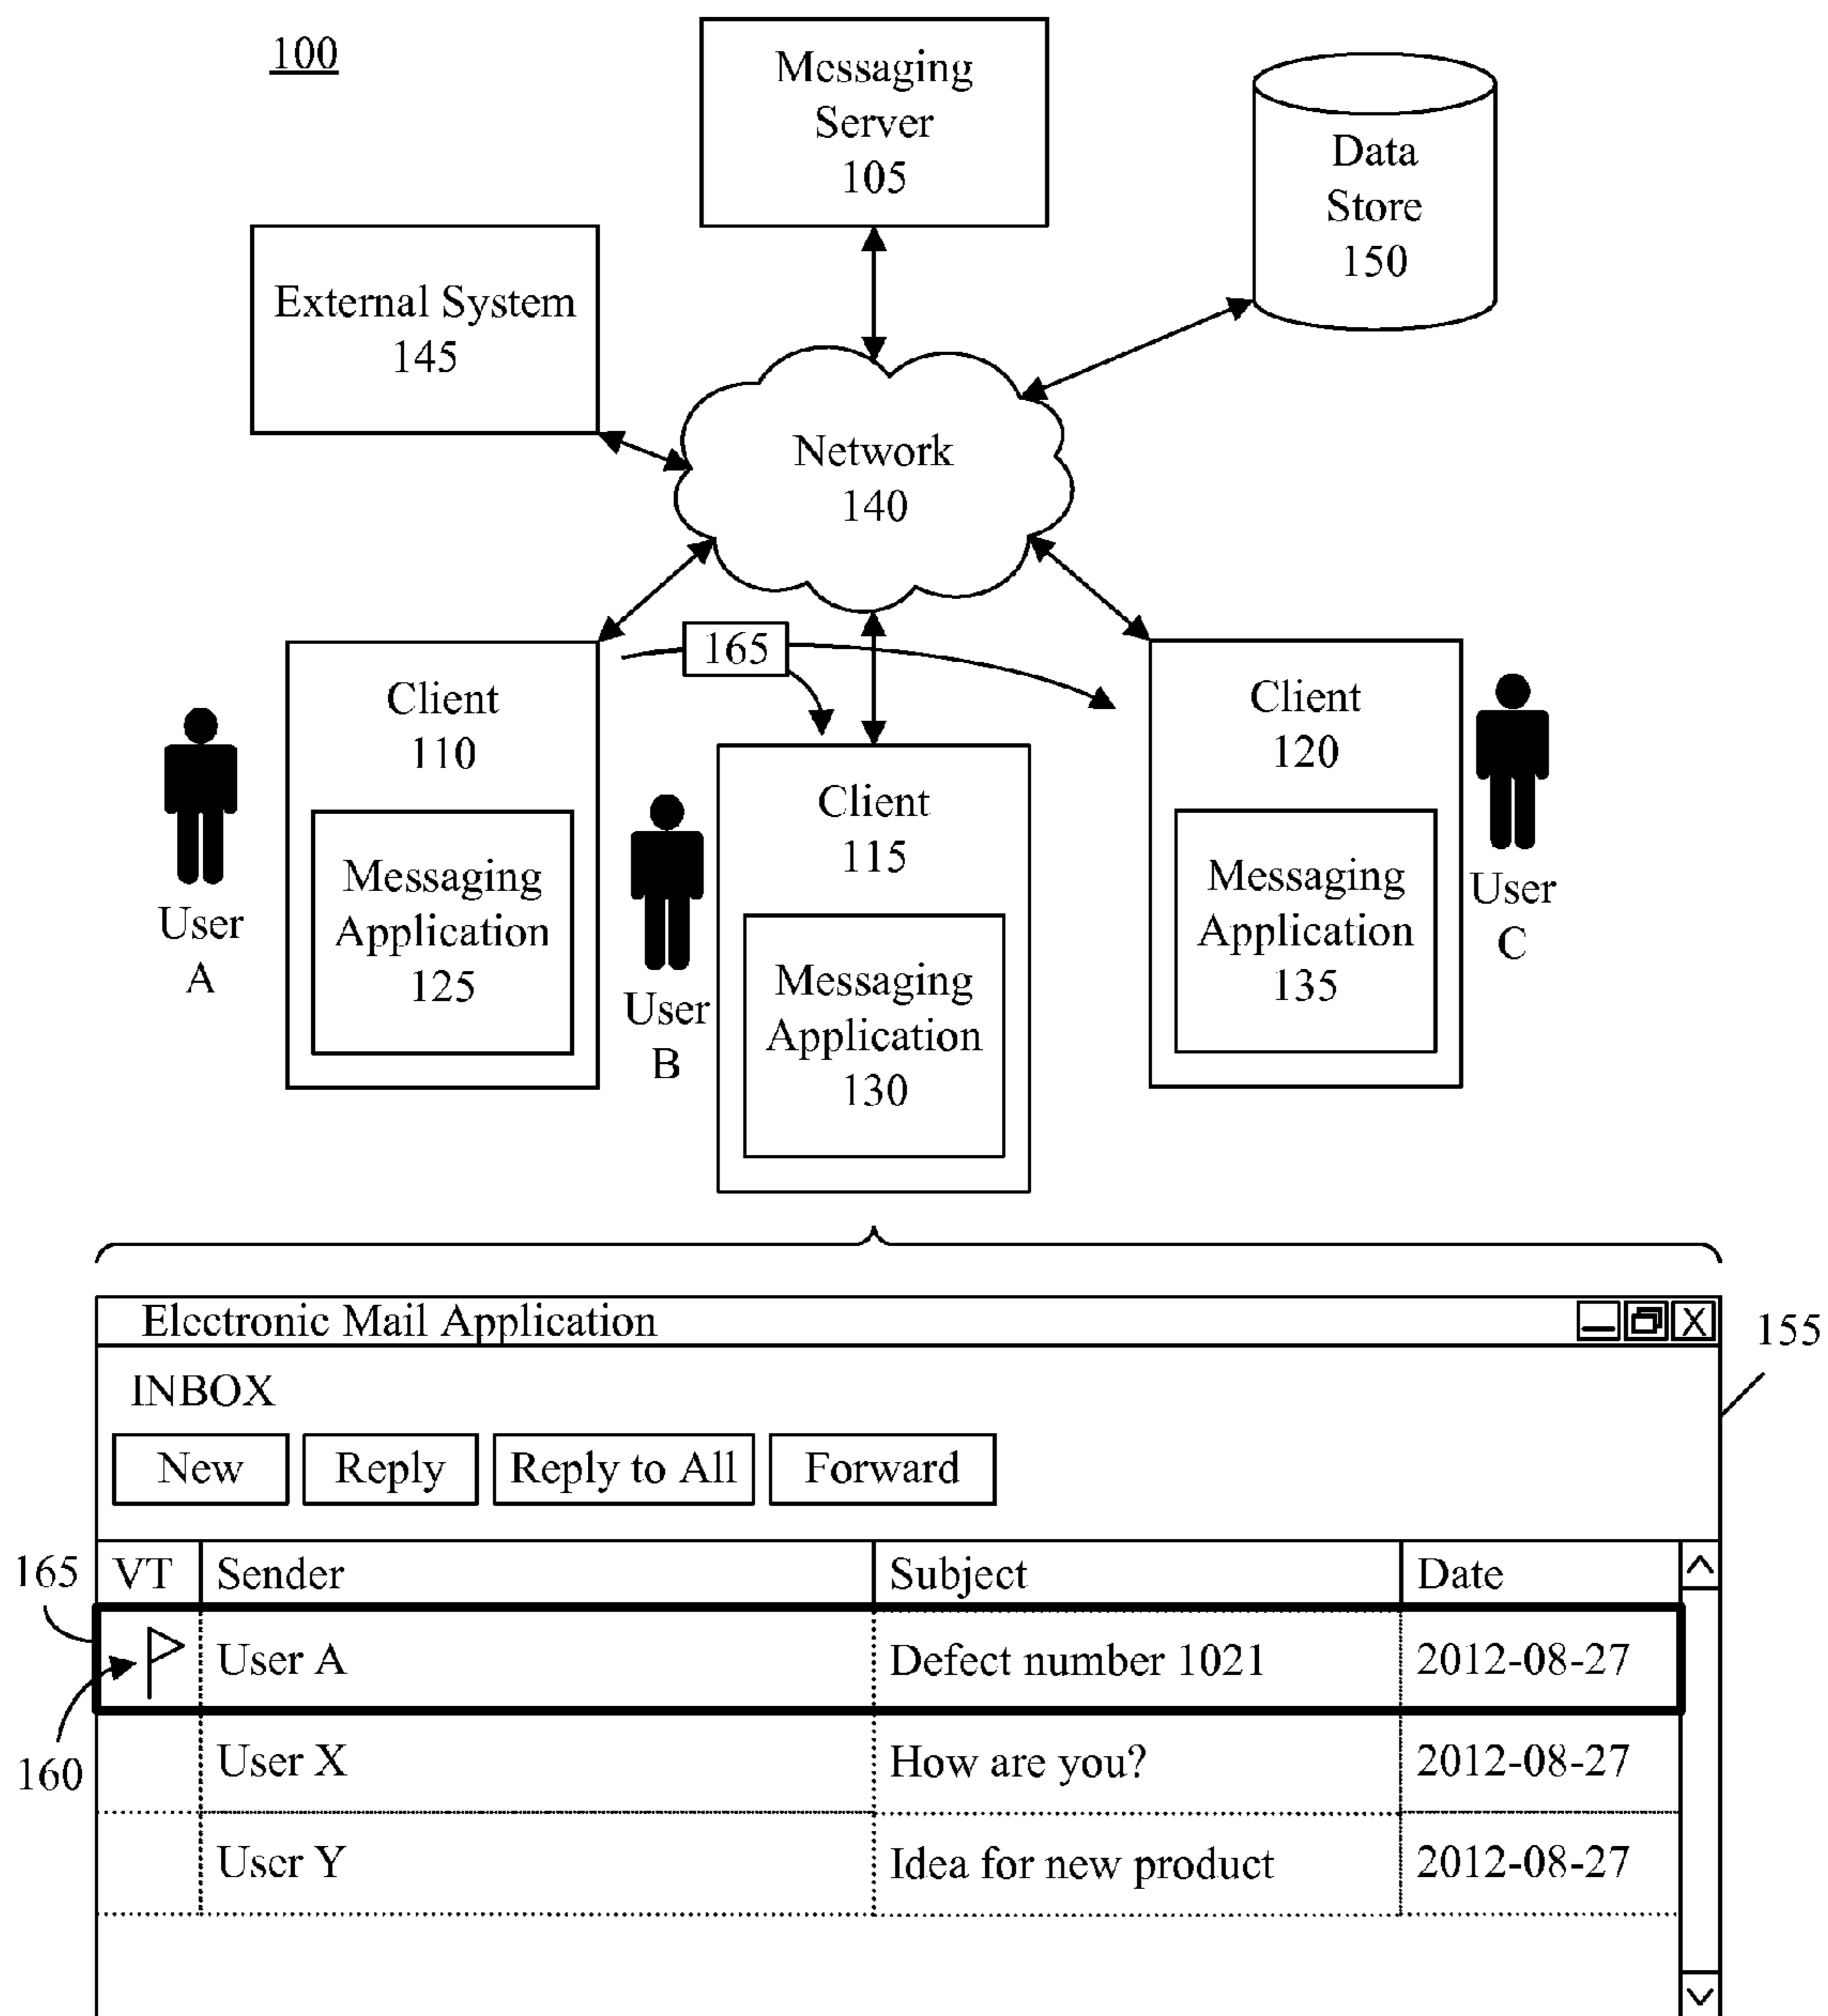 100
Messaging
Server
105
Data
Store
150
External System
145
Network
140
165
Client
110
Messaging
Application
125
User
A
Client
115
Messaging
Application
130
User
B
Client
120
Messaging
Application
135
User
C
Electronic Mail Application
X
155
INBOX
New Reply Reply to All Forward
165 VT Sender Subject Date
User A Defect number 1021 2012-08-27
160 User X How are you? 2012-08-27
User Y Idea for new product 2012-08-27